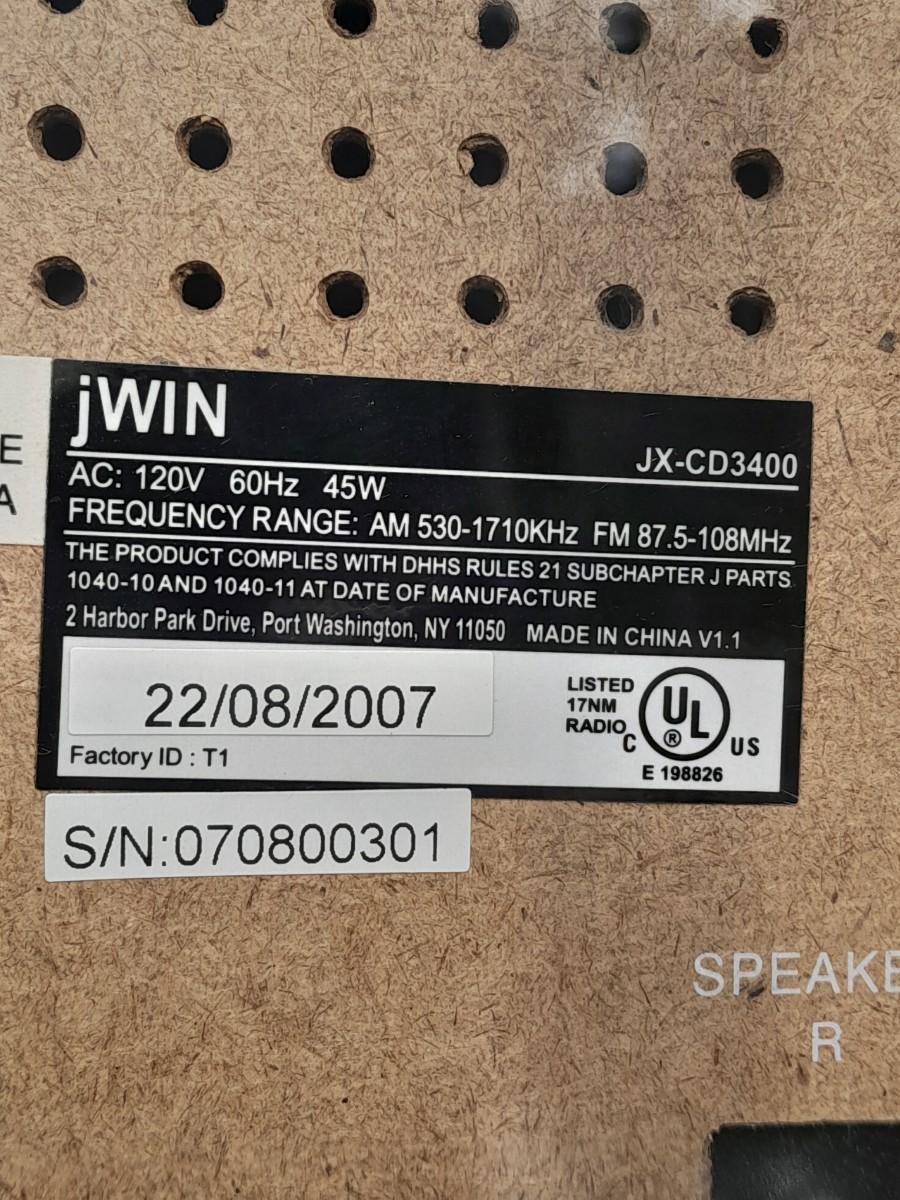 jWIN
JX-CD3400
AC: 120V 60Hz 45W
FREQUENCY RANGE: AM 530-1710KHz FM 87.5-108MHz
THE PRODUCT COMPLIES WITH DHHS RULES 21 SUBCHAPTER J PARTS
1040-10 AND 1040-11 AT DATE OF MANUFACTURE
2 Harbor Park Drive, Port Washington, NY 11050 MADE IN CHINA V1.1
22/08/2007
Factory ID : T1
LISTED
17NM
RADIO
C UL ® US
E 198826
S/N:070800301
E
A
SPEAKE
R